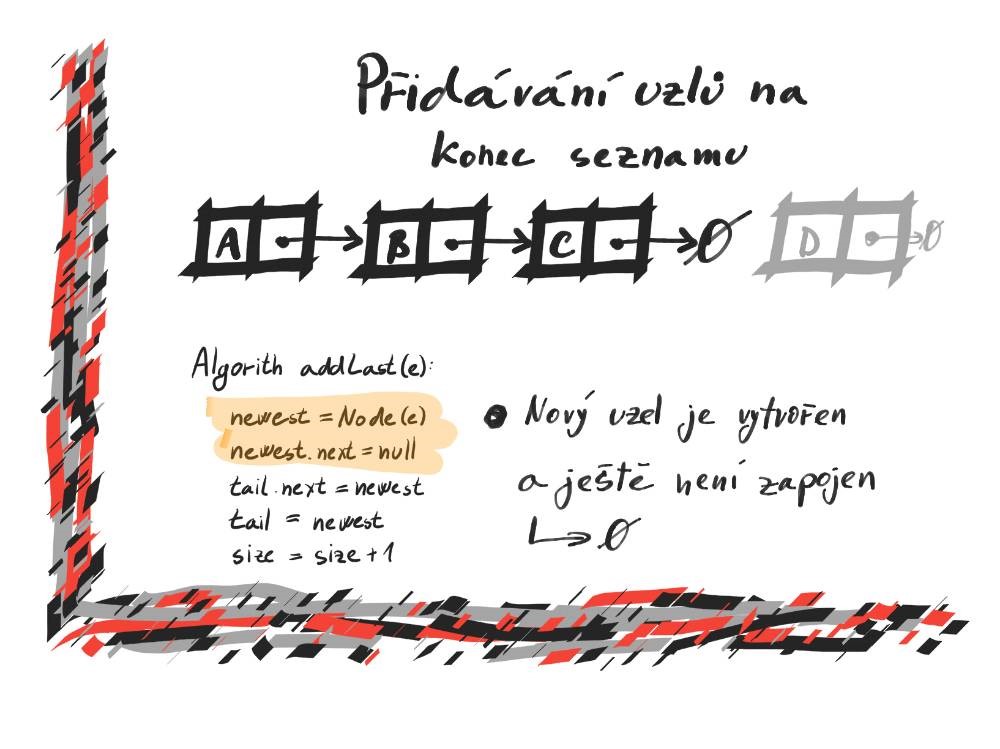 Přidávání uzlů na
konec seznamu
A B C Ø D Ø
Algorith addLast(e):
newest = Node(e)
newest.next = null
tail.next = newest
tail = newest
size = size + 1
• Nový uzel je vytvořen
a ještě není zapojen
↳ Ø